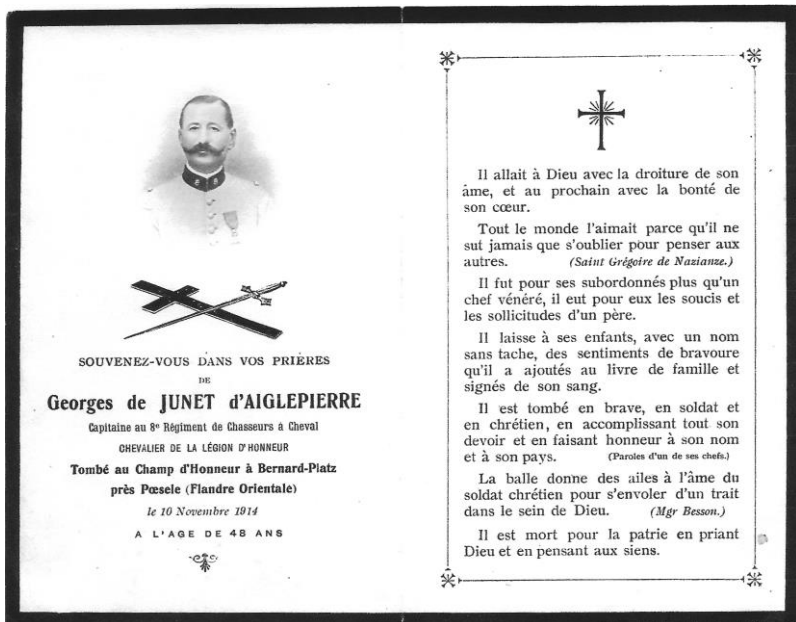 SOUVENEZ-VOUS DANS VOS PRIÈRES
DE
Georges de JUNET d'AIGLEPIERRE
Capitaine au 8e Régiment de Chasseurs à Cheval
CHEVALIER DE LA LÉGION D'HONNEUR
Tombé au Champ d'Honneur à Bernard-Platz
près Pœsele (Flandre Orientale)
le 10 Novembre 1914
A L'AGE DE 48 ANS
Il allait à Dieu avec la droiture de son
âme, et au prochain avec la bonté de
son cœur.
Tout le monde l'aimait parce qu'il ne
sut jamais que s'oublier pour penser aux
autres. (Saint Grégoire de Nazianze.)
Il fut pour ses subordonnés plus qu'un
chef vénéré, il eut pour eux les soucis et
les sollicitudes d'un père.
Il laisse à ses enfants, avec un nom
sans tache, des sentiments de bravoure
qu'il a ajoutés au livre de famille et
signés de son sang.
Il est tombé en brave, en soldat et
en chrétien, en accomplissant tout son
devoir et en faisant honneur à son nom
et à son pays. (Paroles d'un de ses chefs.)
La balle donne des ailes à l'âme du
soldat chrétien pour s'envoler d'un trait
dans le sein de Dieu. (Mgr Besson.)
Il est mort pour la patrie en priant
Dieu et en pensant aux siens.